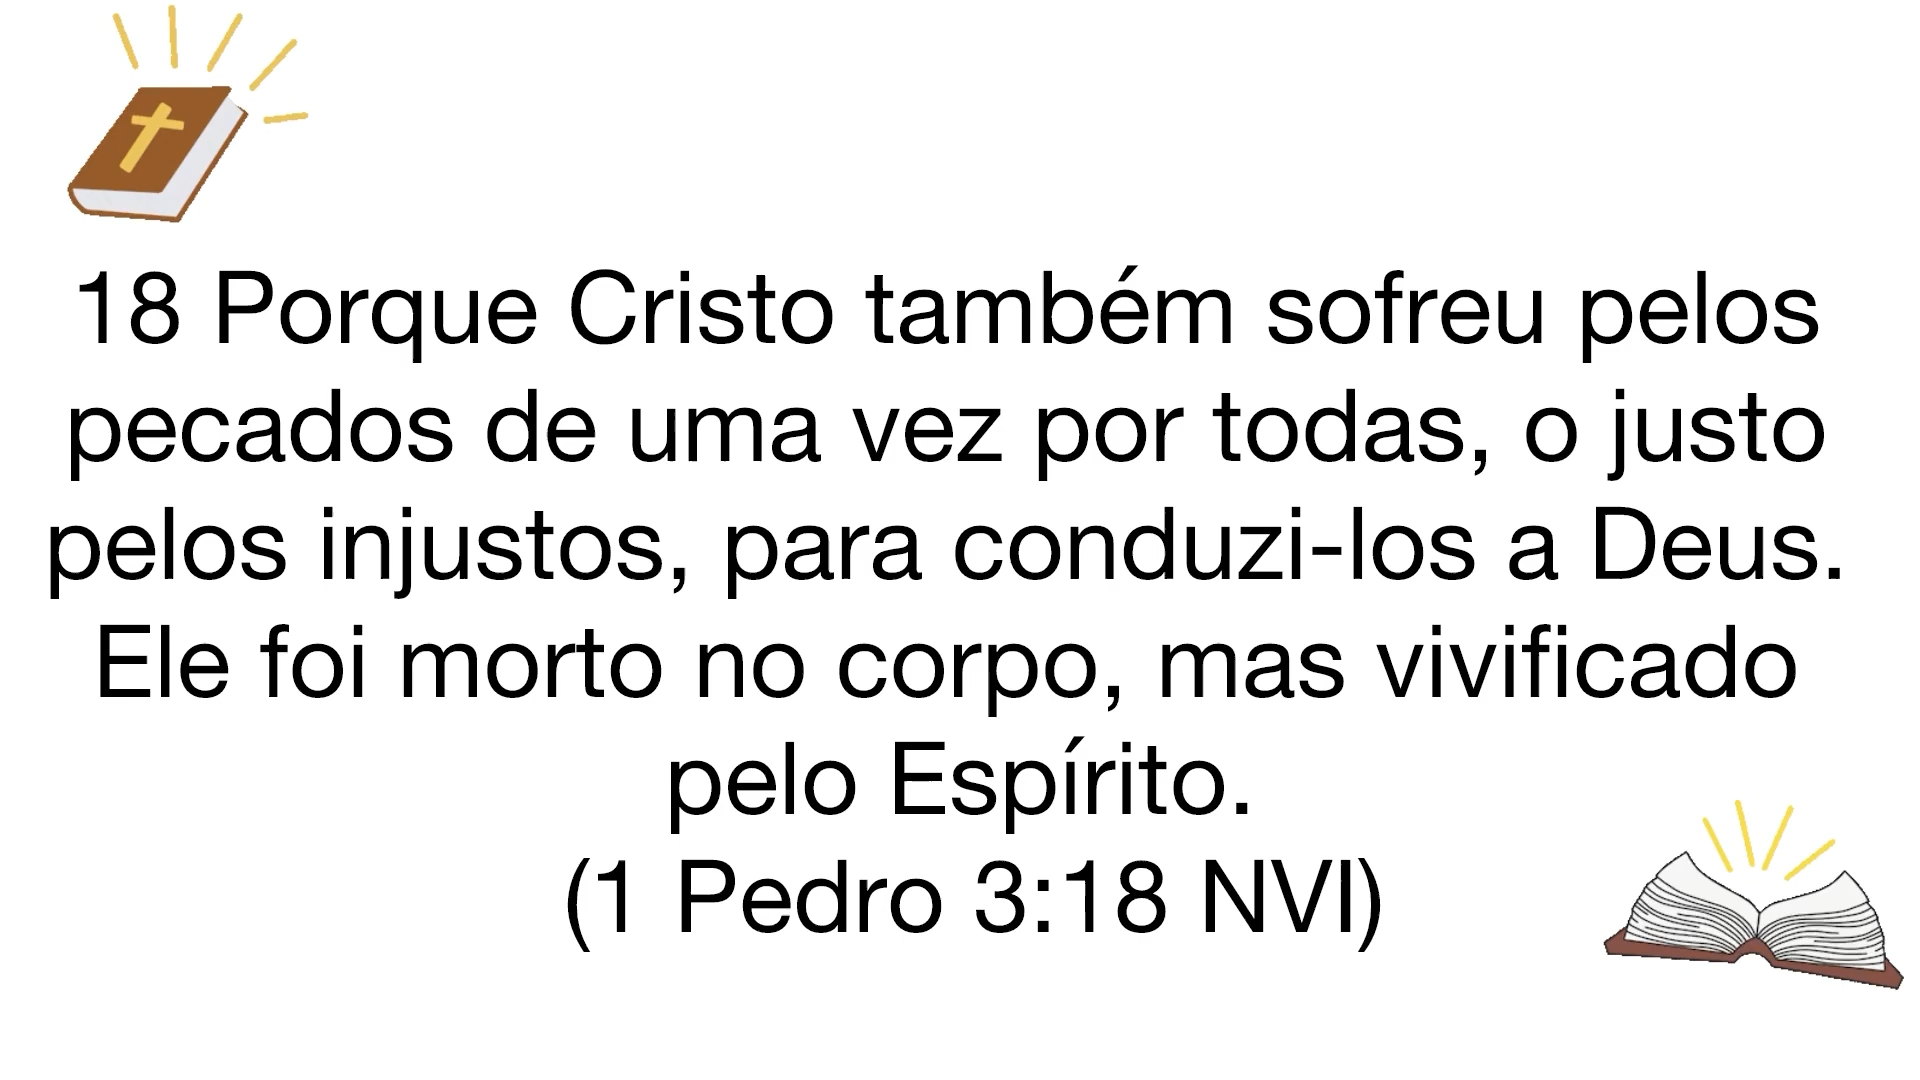 18 Porque Cristo também sofreu pelos
pecados de uma vez por todas, o justo
pelos injustos, para conduzi-los a Deus.
Ele foi morto no corpo, mas vivificado
pelo Espírito.
(1 Pedro 3:18 NVI)